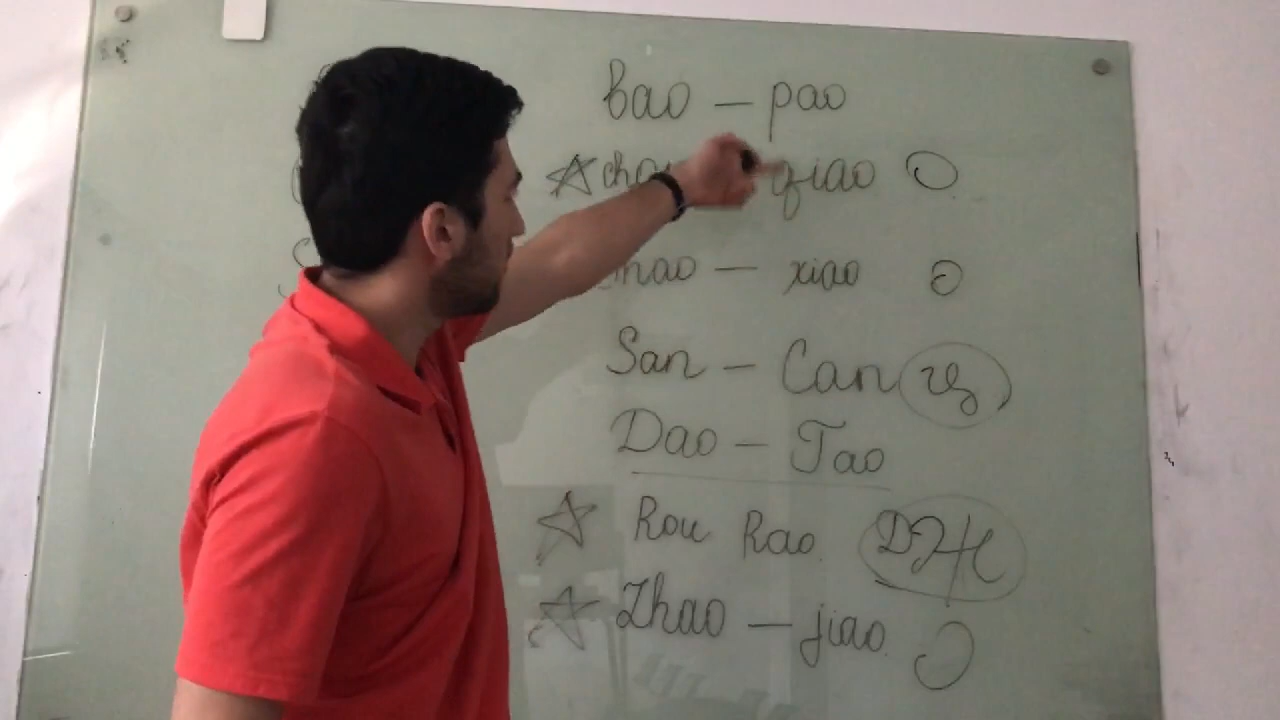 bao – pao
qiao
xiao
San – Can
Dao – Tao
Rou Rao
Zhao – jiao